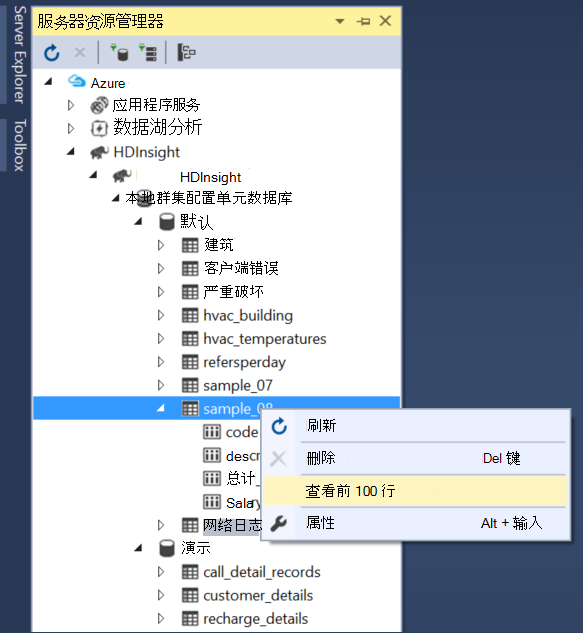 Server Explorer
Toolbox
服务器资源管理器
Azure
应用程序服务
数据湖分析
HDInsight
HDInsight
本地群集配置单元数据库
默认
建筑
客户端错误
严重破坏
hvac_building
hvac_temperatures
refersperday
sample_07
sample_08
刷新
code
删除 Del 键
descr
总计_
查看前 100 行
Salary
网络日志
属性 Alt + 输入
演示
call_detail_records
customer_details
recharge_details